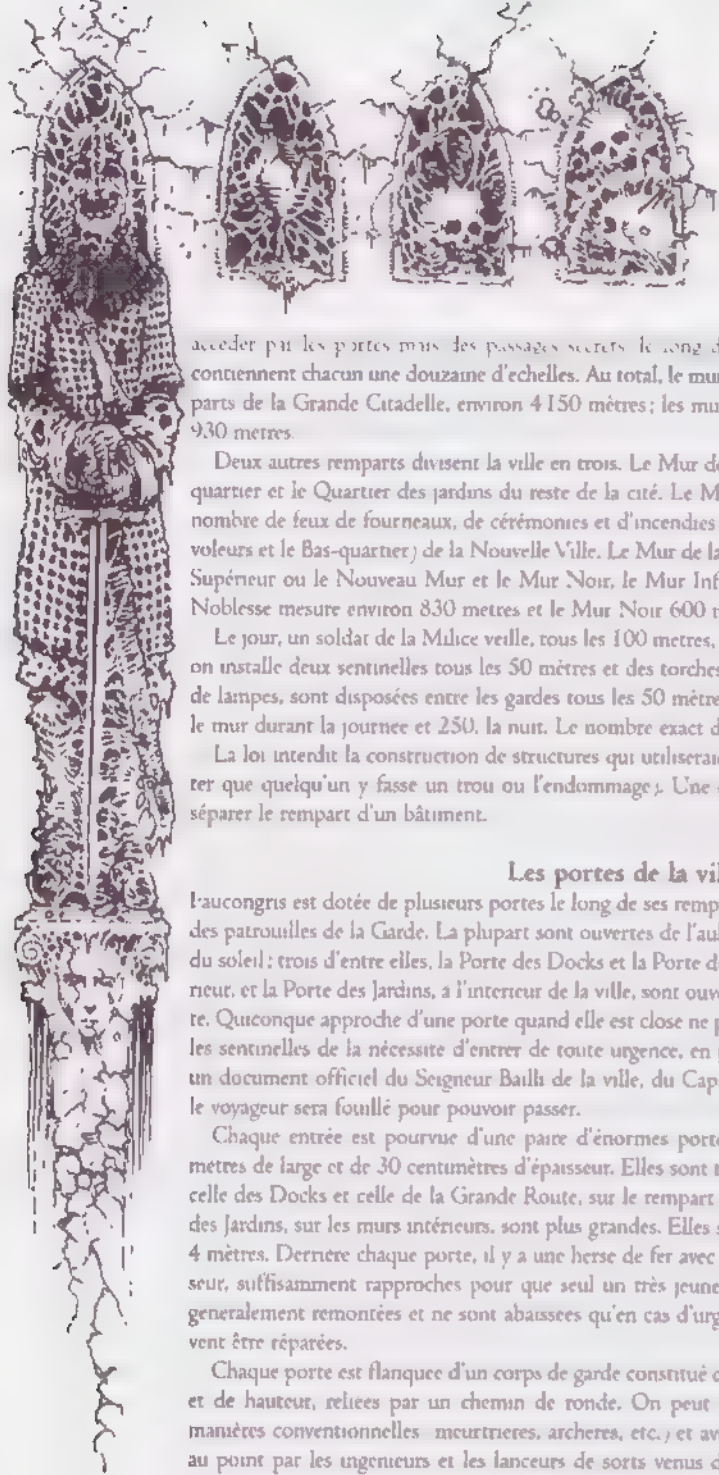 accéder par les portes mais des passages secrets le long d
contiennent chacun une douzaine d'echelles. Au total, le mur
parts de la Grande Citadelle, environ 4150 mètres; les mu
930 metres
Deux autres remparts divisent la ville en trois. Le Mur de
quartier et le Quartier des jardins du reste de la cité. Le M
nombre de feux de fourneaux, de cérémonies et d'incendies
voleurs et le Bas-quartier) de la Nouvelle Ville. Le Mur de la
Supérieur ou le Nouveau Mur et le Mur Noir, le Mur Inf
Noblesse mesure environ 830 metres et le Mur Noir 600 m
Le jour, un soldat de la Milice veille, tous les 100 metres,
on installe deux sentinelles tous les 50 mètres et des torches
de lampes, sont disposées entre les gardes tous les 50 mètre
le mur durant la journee et 250, la nuit. Le nombre exact d
La loi interdit la construction de structures qui utiliserai
ter que quelqu'un y fasse un trou ou l'endommage). Une
séparer le rempart d'un bâtiment.
Les portes de la vil
Faucongris est dotée de plusieurs portes le long de ses remp
des patrouilles de la Garde. La plupart sont ouvertes de l'au
du soleil; trois d'entre elles, la Porte des Docks et la Porte d
rieur, et la Porte des Jardins, a l'interieur de la ville, sont ouv
te. Quiconque approche d'une porte quand elle est close ne p
les sentinelles de la nécessite d'entrer de toute urgence, en
un document officiel du Seigneur Bailli de la ville, du Cap
le voyageur sera fouillé pour pouvoir passer.
Chaque entrée est pourvue d'une paire d'énormes porte
metres de large et de 30 centimètres d'épaisseur. Elles sont
celle des Docks et celle de la Grande Route, sur le rempart
des Jardins, sur les murs intérieurs, sont plus grandes. Elles s
4 mètres. Derriere chaque porte, il y a une herse de fer avec
seur, suffisamment rapproches pour que seul un très jeune
generalement remontées et ne sont abaissees qu'en cas d'urg
vent être réparées.
Chaque porte est flanquee d'un corps de garde constitué d
et de hauteur, reliées par un chemin de ronde. On peut
manières conventionnelles meurtrieres, archeres, etc.) et av
au point par les ingenieurs et les lanceurs de sorts venus d